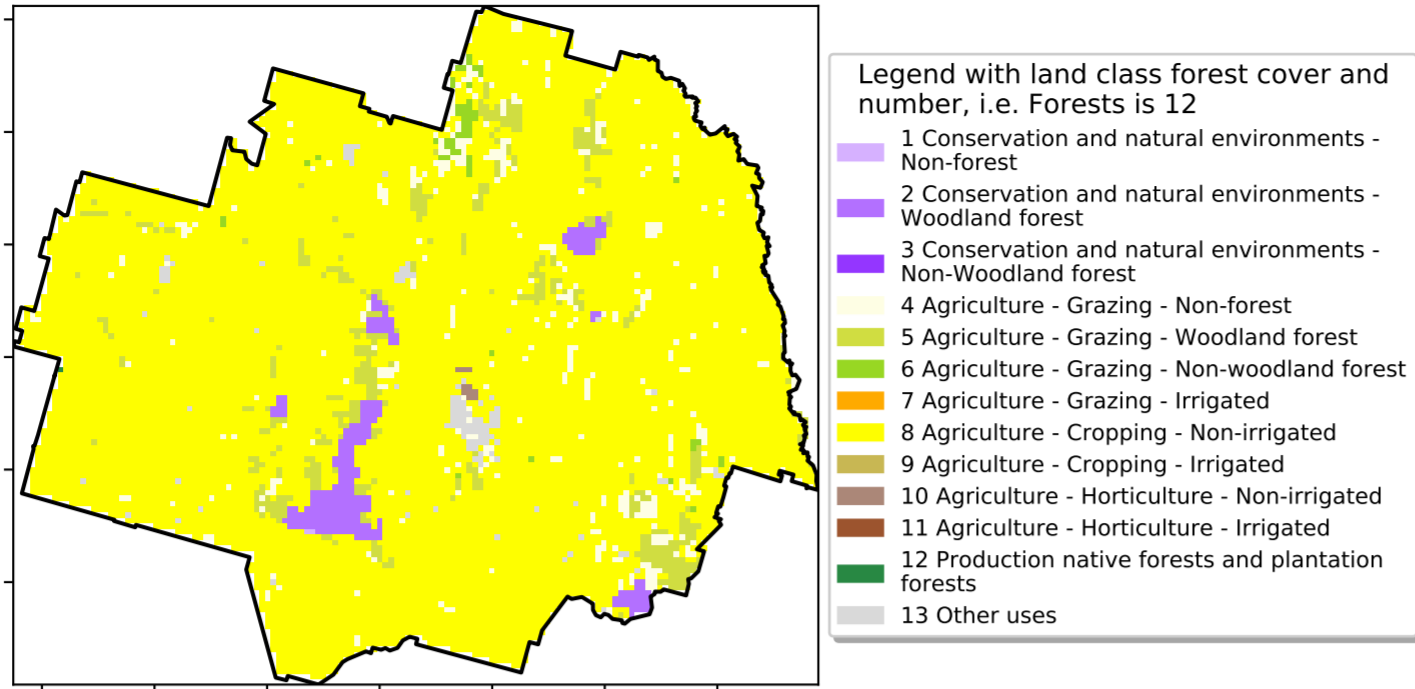 Legend with land class forest cover and
number, i.e. Forests is 12
1 Conservation and natural environments -
Non-forest
2 Conservation and natural environments -
Woodland forest
3 Conservation and natural environments -
Non-Woodland forest
4 Agriculture - Grazing - Non-forest
5 Agriculture - Grazing - Woodland forest
6 Agriculture - Grazing - Non-woodland forest
7 Agriculture - Grazing - Irrigated
8 Agriculture - Cropping - Non-irrigated
9 Agriculture - Cropping - Irrigated
10 Agriculture - Horticulture - Non-irrigated
11 Agriculture - Horticulture - Irrigated
12 Production native forests and plantation
forests
13 Other uses